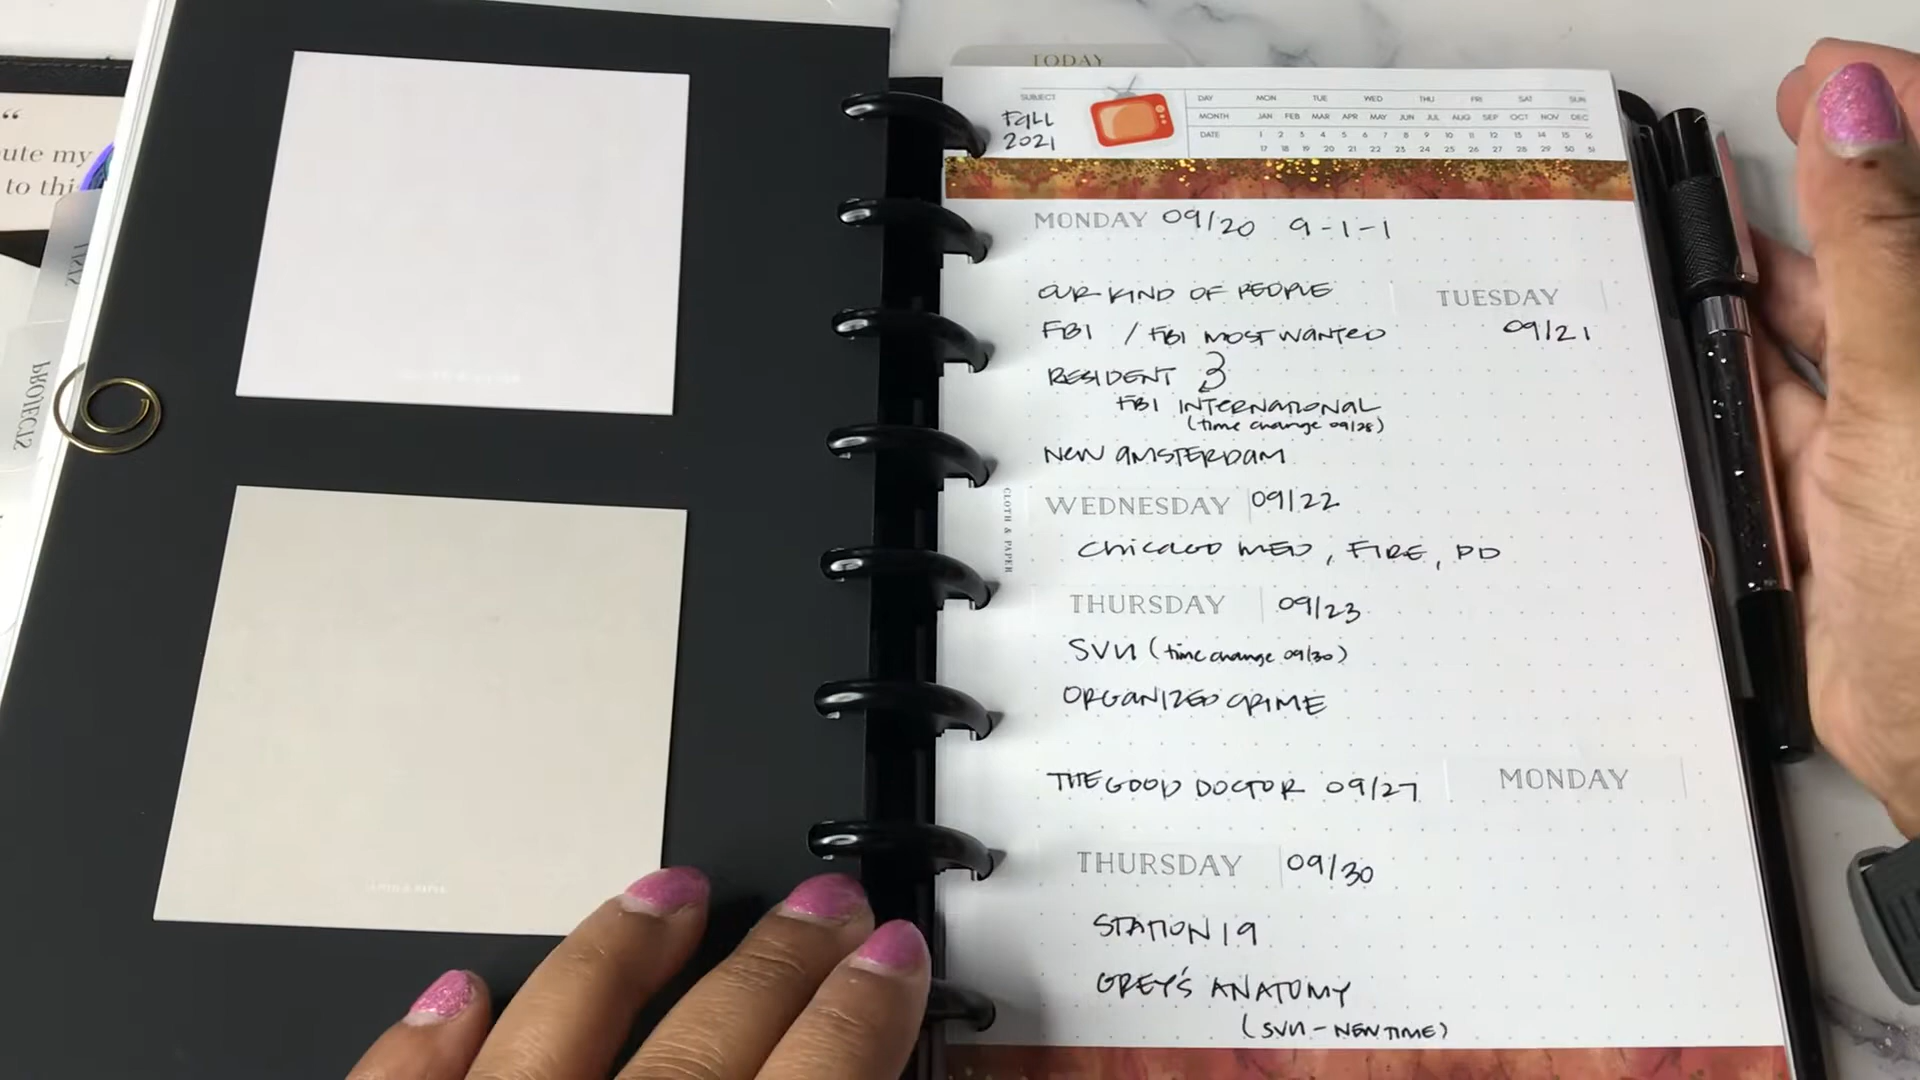 “
ute my
to thi
LISTS
PROJECTS
TODAY
SUBJECT
FALL
2021
DAY MON TUE WED THU FRI SAT SUN
MONTH JAN FEB MAR APR MAY JUN JUL AUG SEP OCT NOV DEC
DATE 1 2 3 4 5 6 7 8 9 10 11 12 13 14 15 16
17 18 19 20 21 22 23 24 25 26 27 28 29 30 31
MONDAY 09/20 9-1-1
OUR KIND OF PEOPLE
TUESDAY
FBI / FBI MOST WANTED
09/21
RESIDENT
FBI INTERNATIONAL
(time change 09/28)
NEW AMSTERDAM
CLOTH & PAPER
WEDNESDAY 09/22
CHICAGO MED, FIRE, PD
THURSDAY 09/23
SVU (time change 09/30)
ORGANIZED CRIME
THE GOOD DOCTOR 09/27 MONDAY
THURSDAY 09/30
STATION 19
GREY'S ANATOMY
(SVU - NEW TIME)